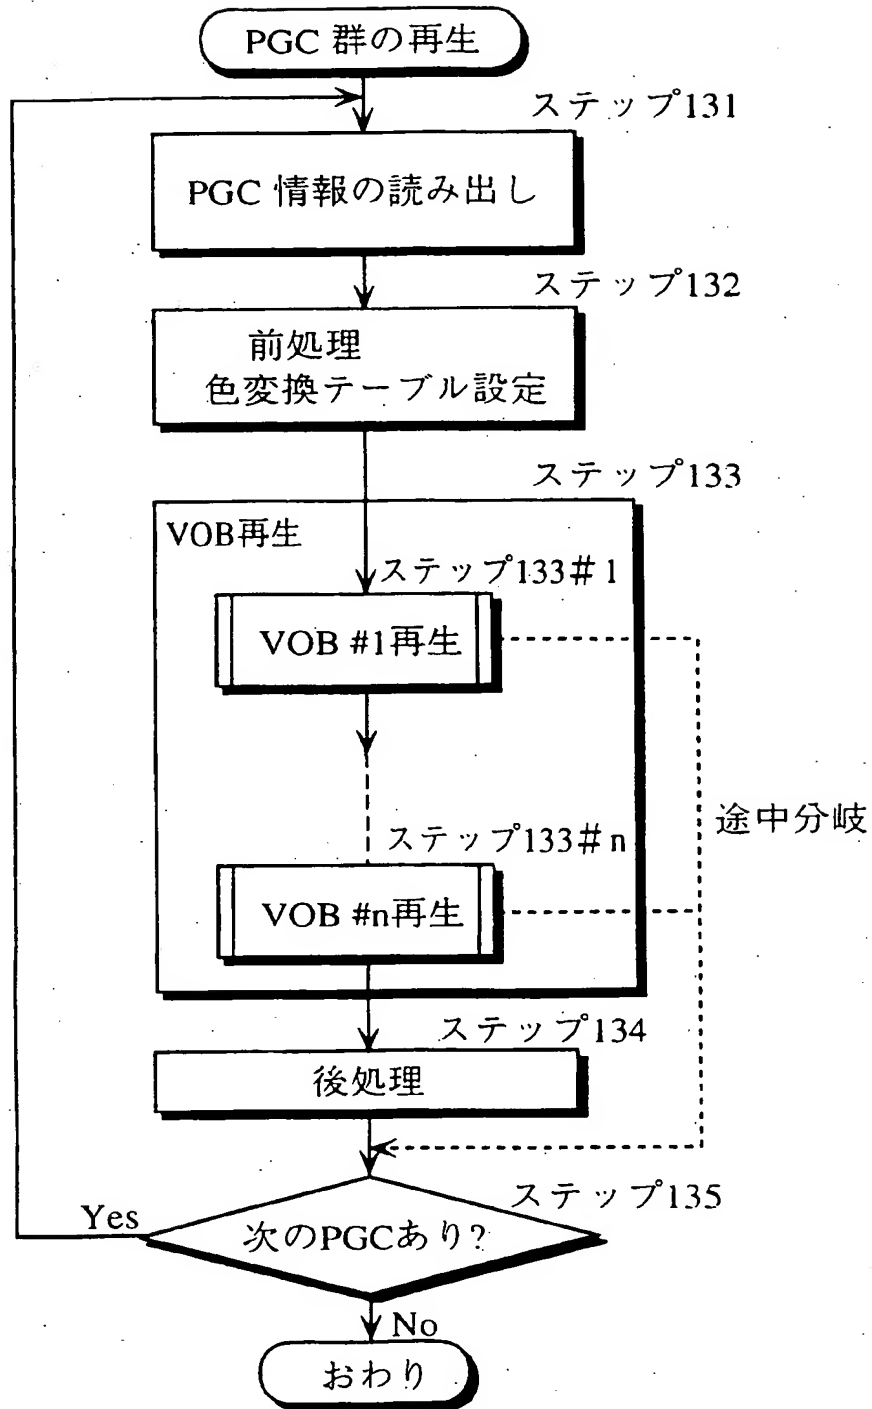 PGC 群の再生
ステップ131
PGC 情報の読み出し
ステップ132
前処理
色変換テーブル設定
ステップ133
VOB再生
ステップ133#1
VOB #1再生
途中分岐
ステップ133#n
VOB #n再生
ステップ134
後処理
ステップ135
Yes
次のPGCあり?
No
おわり